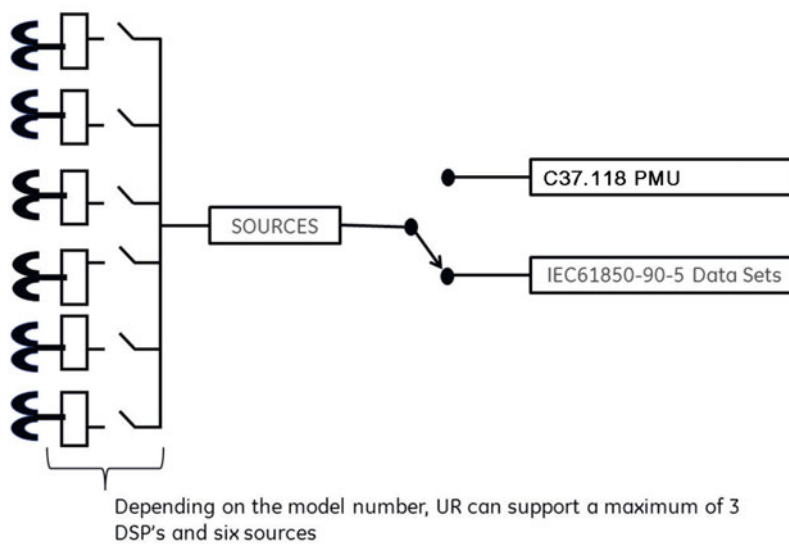 C37.118 PMU
SOURCES
IEC61850-90-5 Data Sets
Depending on the model number, UR can support a maximum of 3
DSP's and six sources